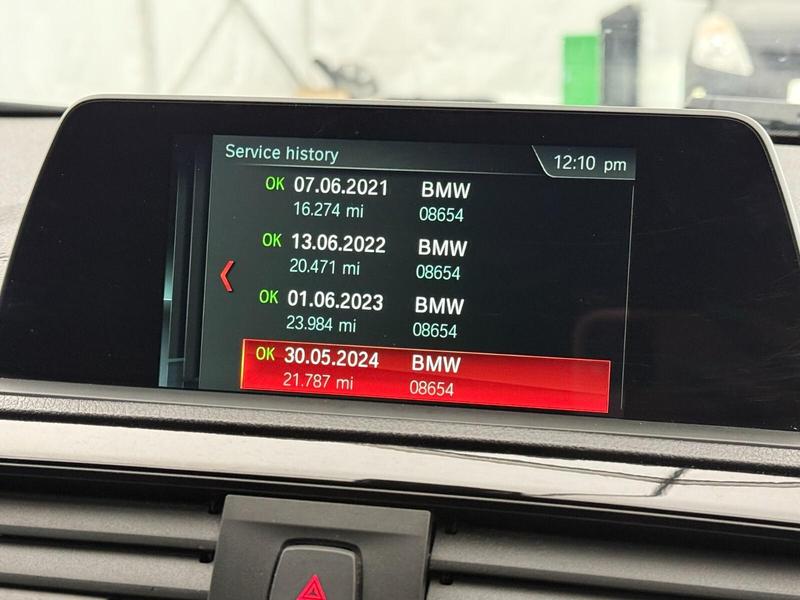 Service history
12:10 pm
OK 07.06.2021 BMW
16.274 mi 08654
OK 13.06.2022 BMW
20.471 mi 08654
OK 01.06.2023 BMW
23.984 mi 08654
OK 30.05.2024 BMW
21.787 mi 08654